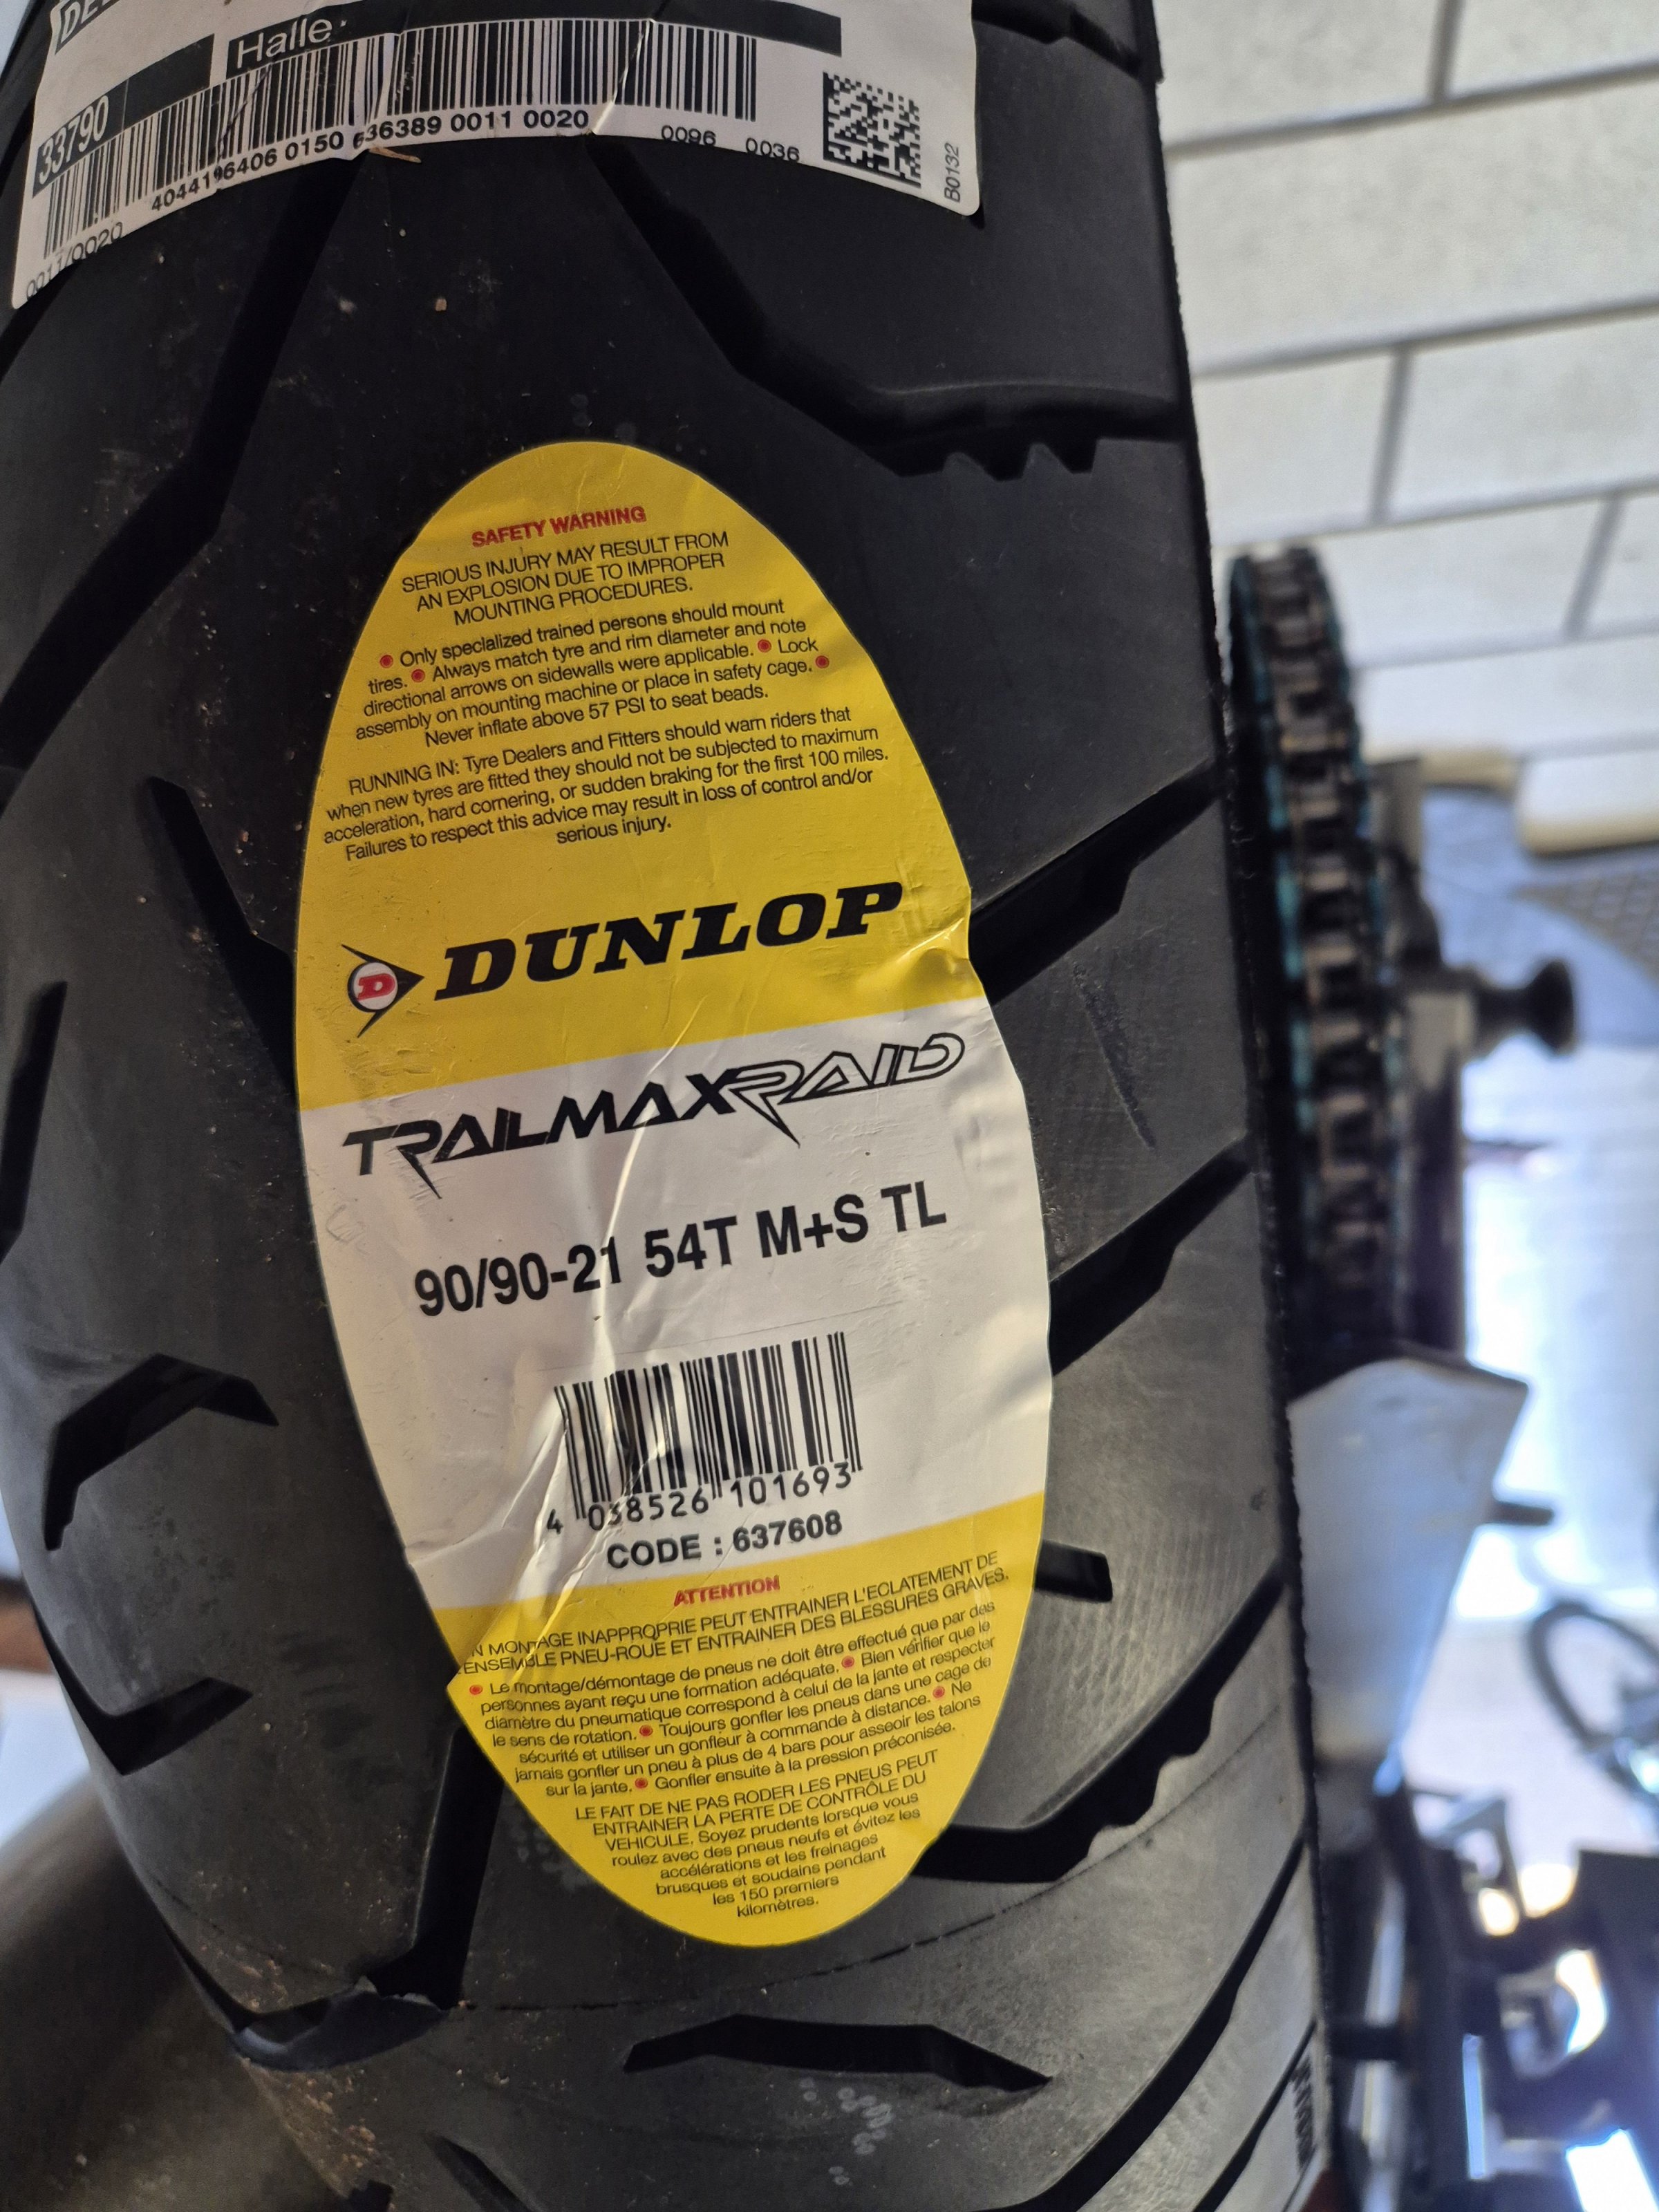 Halle
33790
4044196406 0150 636389 0011 0020
0096 0036
B0132
0011/0020
SAFETY WARNING
SERIOUS INJURY MAY RESULT FROM
AN EXPLOSION DUE TO IMPROPER
MOUNTING PROCEDURES.
• Only specialized trained persons should mount
tires. • Always match tyre and rim diameter and note
directional arrows on sidewalls were applicable. • Lock
assembly on mounting machine or place in safety cage. •
Never inflate above 57 PSI to seat beads.
RUNNING IN: Tyre Dealers and Fitters should warn riders that
when new tyres are fitted they should not be subjected to maximum
acceleration, hard cornering, or sudden braking for the first 100 miles.
Failures to respect this advice may result in loss of control and/or
serious injury.
D DUNLOP
TRAILMAXRAID
90/90-21 54T M+S TL
4 038526 101693
CODE : 637608
ATTENTION
N MONTAGE INAPPROPRIE PEUT ENTRAINER L'ECLATEMENT DE
'ENSEMBLE PNEU-ROUE ET ENTRAINER DES BLESSURES GRAVES.
• Le montage/démontage de pneus ne doit être effectué que par des
personnes ayant reçu une formation adéquate. • Bien vérifier que le
diamètre du pneumatique correspond à celui de la jante et respecter
le sens de rotation. • Toujours gonfler les pneus dans une cage de
sécurité et utiliser un gonfleur à commande à distance. • Ne
jamais gonfler un pneu à plus de 4 bars pour asseoir les talons
sur la jante. • Gonfler ensuite à la pression préconisée.
LE FAIT DE NE PAS RODER LES PNEUS PEUT
ENTRAINER LA PERTE DE CONTRÔLE DU
VEHICULE. Soyez prudents lorsque vous
roulez avec des pneus neufs et évitez les
accélérations et les freinages
brusques et soudains pendant
les 150 premiers
kilomètres.